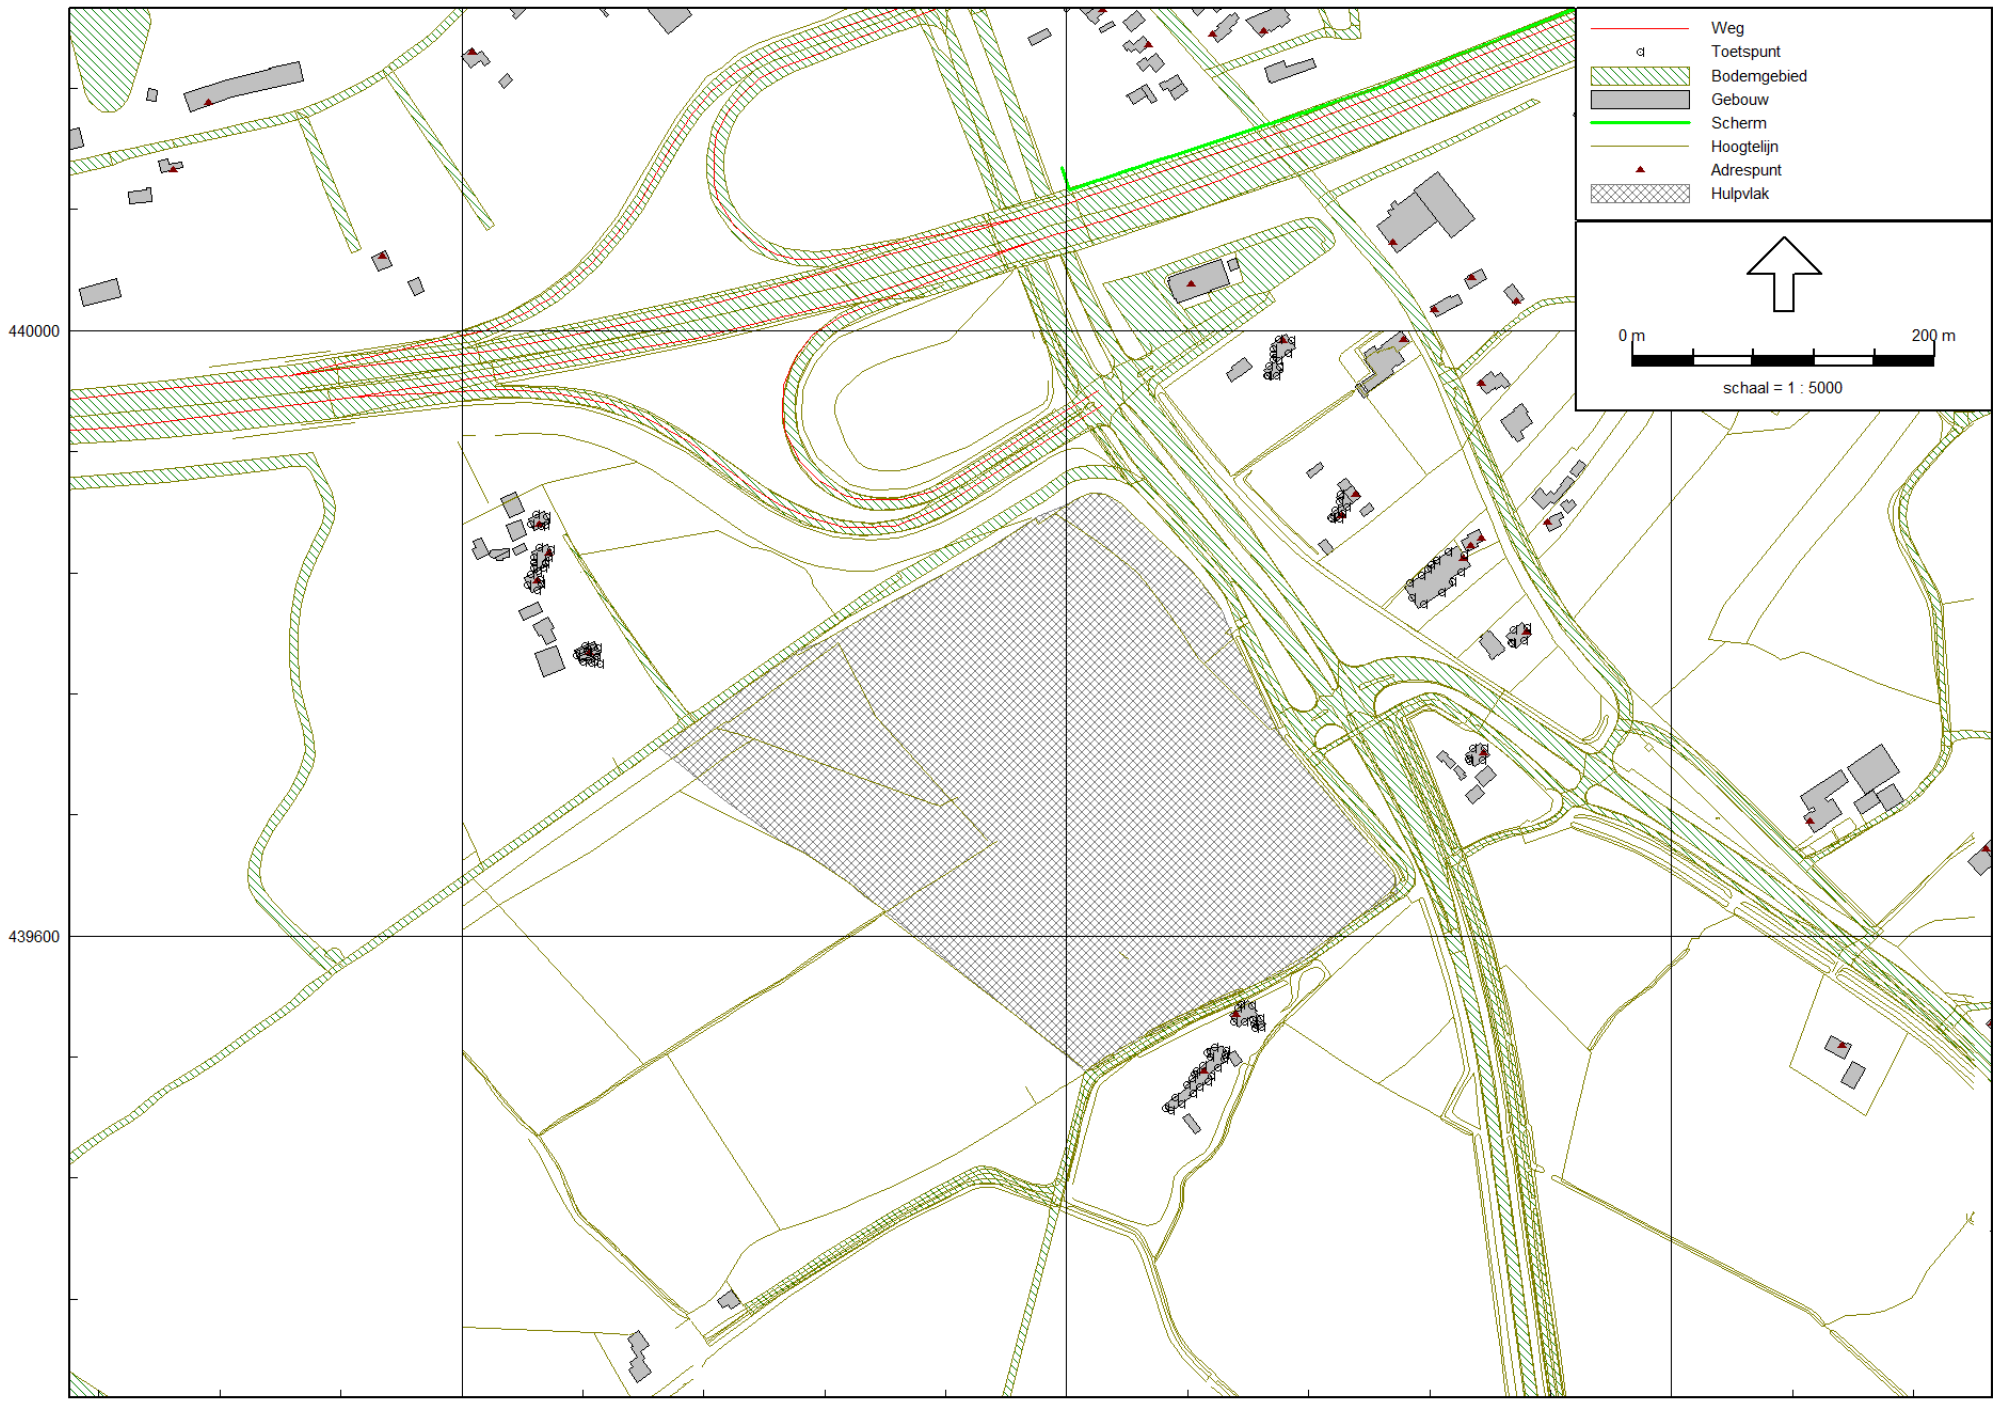 Weg
Toetspunt
Bodemgebied
Gebouw
Scherm
Hoogtelijn
Adrespunt
Hulpvlak
440000
0 m 200 m
schaal = 1 : 5000
439600